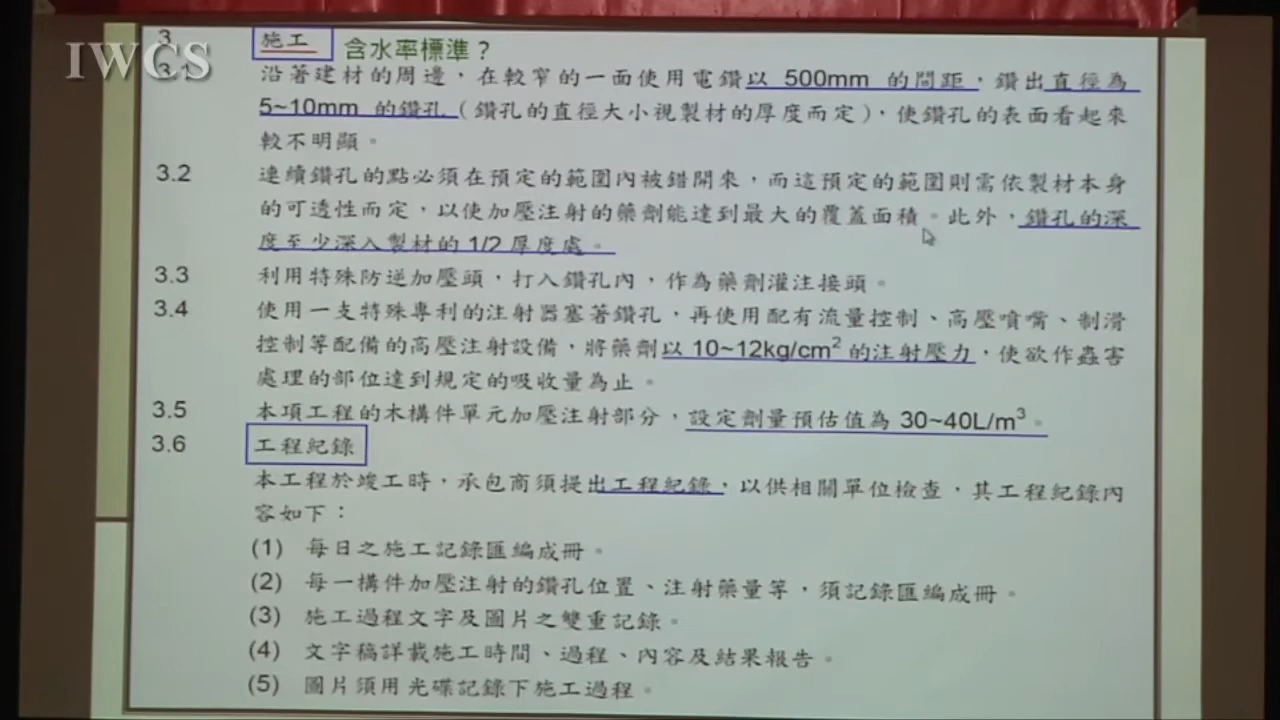 IWCS
3. 施工 含水率標準？
3.1 沿著建材的周邊，在較窄的一面使用電鑽以 500mm 的間距，鑽出直徑為
5~10mm 的鑽孔（鑽孔的直徑大小視製材的厚度而定），使鑽孔的表面看起來
較不明顯。
3.2 連續鑽孔的點必須在預定的範圍內被錯開來，而這預定的範圍則需依製材本身
的可透性而定，以使加壓注射的藥劑能達到最大的覆蓋面積。此外，鑽孔的深
度至少深入製材的 1/2 厚度處。
3.3 利用特殊防逆加壓頭，打入鑽孔內，作為藥劑灌注接頭。
3.4 使用一支特殊專利的注射器塞著鑽孔，再使用配有流量控制、高壓噴嘴、制滑
控制等配備的高壓注射設備，將藥劑以 10~12kg/cm² 的注射壓力，使欲作蟲害
處理的部位達到規定的吸收量為止。
3.5 本項工程的木構件單元加壓注射部分，設定劑量預估值為 30~40L/m³。
3.6 工程紀錄
本工程於竣工時，承包商須提出工程紀錄，以供相關單位檢查，其工程紀錄內
容如下：
(1) 每日之施工記錄匯編成冊。
(2) 每一構件加壓注射的鑽孔位置、注射藥量等，須記錄匯編成冊。
(3) 施工過程文字及圖片之雙重記錄。
(4) 文字稿詳載施工時間、過程、內容及結果報告。
(5) 圖片須用光碟記錄下施工過程。